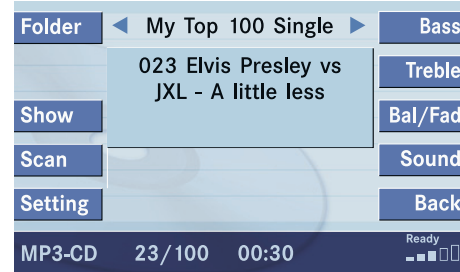 Folder
My Top 100 Single
Bass
023 Elvis Presley vs
JXL - A little less
Treble
Show
Bal/Fad
Scan
Sound
Setting
Back
MP3-CD 23/100 00:30
Ready